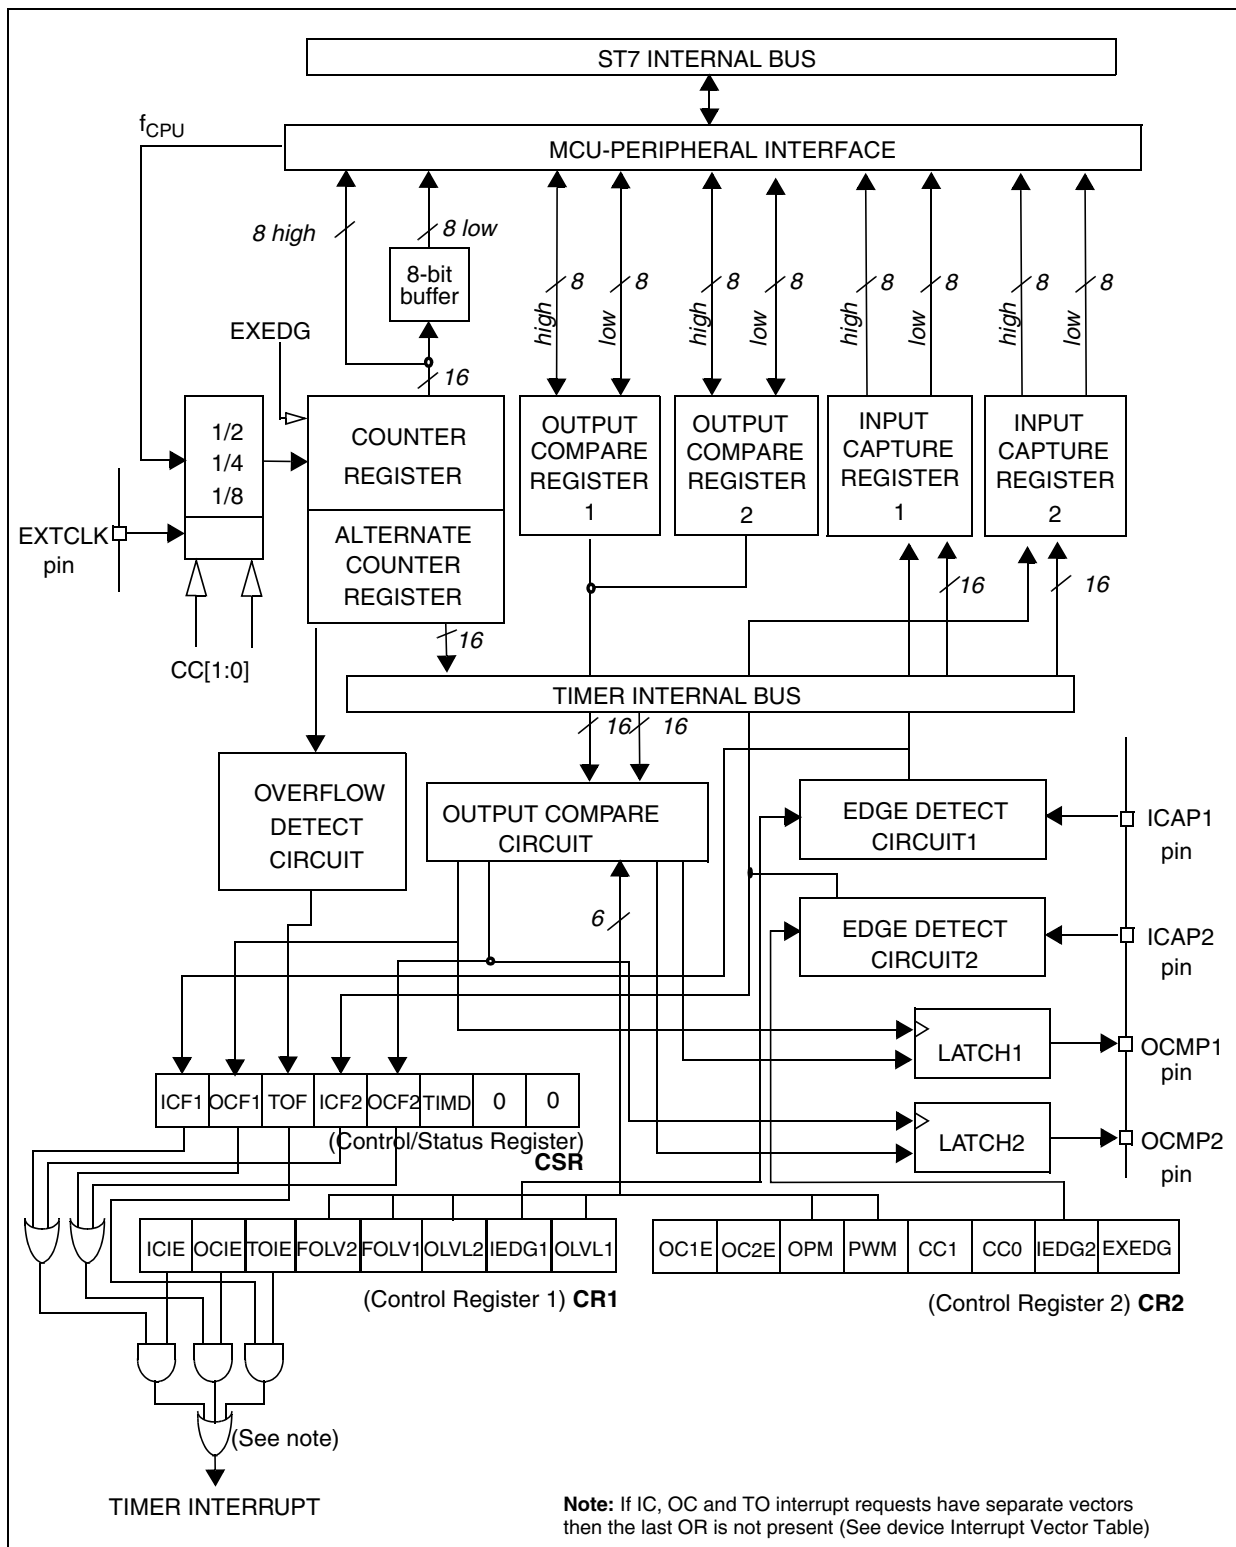 ST7 INTERNAL BUS
fCPU
MCU-PERIPHERAL INTERFACE
8 high
8 low
8-bit
buffer
high
8
low
8
high
8
low
8
high
8
low
8
high
8
low
8
EXEDG
16
1/2
1/4
1/8
COUNTER
REGISTER
ALTERNATE
COUNTER
REGISTER
OUTPUT
COMPARE
REGISTER
1
OUTPUT
COMPARE
REGISTER
2
INPUT
CAPTURE
REGISTER
1
INPUT
CAPTURE
REGISTER
2
EXTCLK
pin
CC[1:0]
16
16
16
TIMER INTERNAL BUS
16
16
OVERFLOW
DETECT
CIRCUIT
OUTPUT COMPARE
CIRCUIT
6
EDGE DETECT
CIRCUIT1
ICAP1
pin
EDGE DETECT
CIRCUIT2
ICAP2
pin
LATCH1
OCMP1
pin
LATCH2
OCMP2
pin
ICF1 OCF1 TOF ICF2 OCF2 TIMD 0 0
(Control/Status Register)
CSR
ICIE OCIE TOIE FOLV2 FOLV1 OLVL2 IEDG1 OLVL1
(Control Register 1) CR1
OC1E OC2E OPM PWM CC1 CC0 IEDG2 EXEDG
(Control Register 2) CR2
(See note)
TIMER INTERRUPT
Note: If IC, OC and TO interrupt requests have separate vectors
then the last OR is not present (See device Interrupt Vector Table)